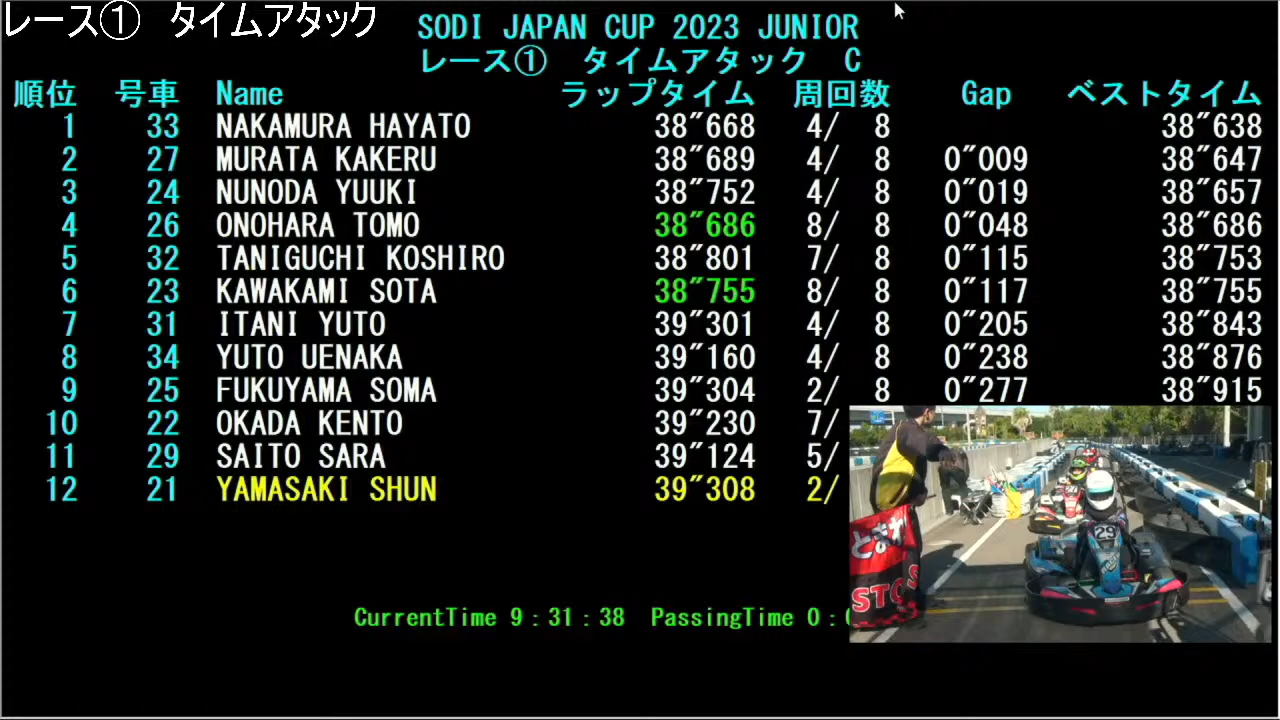 レース① タイムアタック
SODI JAPAN CUP 2023 JUNIOR
レース① タイムアタック C
順位 号車 Name ラップタイム 周回数 Gap ベストタイム
1 33 NAKAMURA HAYATO 38"668 4/ 8 38"638
2 27 MURATA KAKERU 38"689 4/ 8 0"009 38"647
3 24 NUNODA YUUKI 38"752 4/ 8 0"019 38"657
4 26 ONOHARA TOMO 38"686 8/ 8 0"048 38"686
5 32 TANIGUCHI KOSHIRO 38"801 7/ 8 0"115 38"753
6 23 KAWAKAMI SOTA 38"755 8/ 8 0"117 38"755
7 31 ITANI YUTO 39"301 4/ 8 0"205 38"843
8 34 YUTO UENAKA 39"160 4/ 8 0"238 38"876
9 25 FUKUYAMA SOMA 39"304 2/ 8 0"277 38"915
10 22 OKADA KENTO 39"230 7/
11 29 SAITO SARA 39"124 5/
12 21 YAMASAKI SHUN 39"308 2/
29
CurrentTime 9:31:38 PassingTime 0: